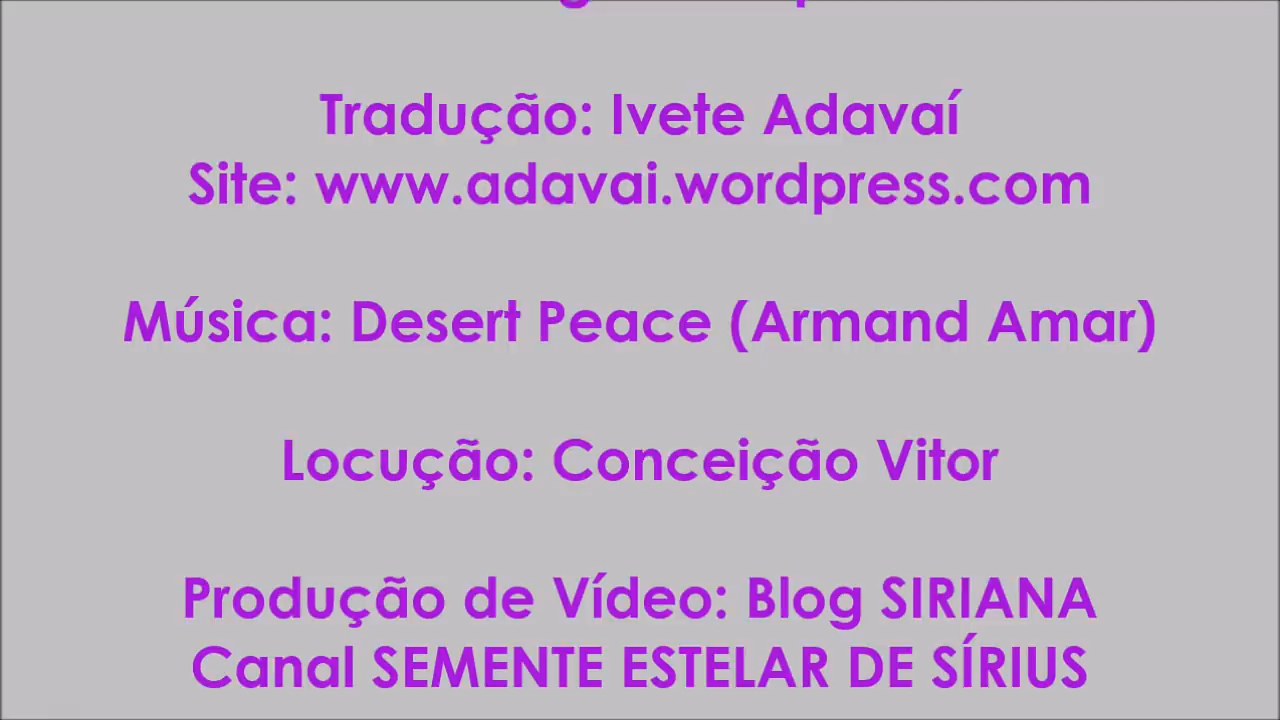 Tradução: Ivete Adavaí
Site: www.adavai.wordpress.com
Música: Desert Peace (Armand Amar)
Locução: Conceição Vitor
Produção de Vídeo: Blog SIRIANA
Canal SEMENTE ESTELAR DE SÍRIUS